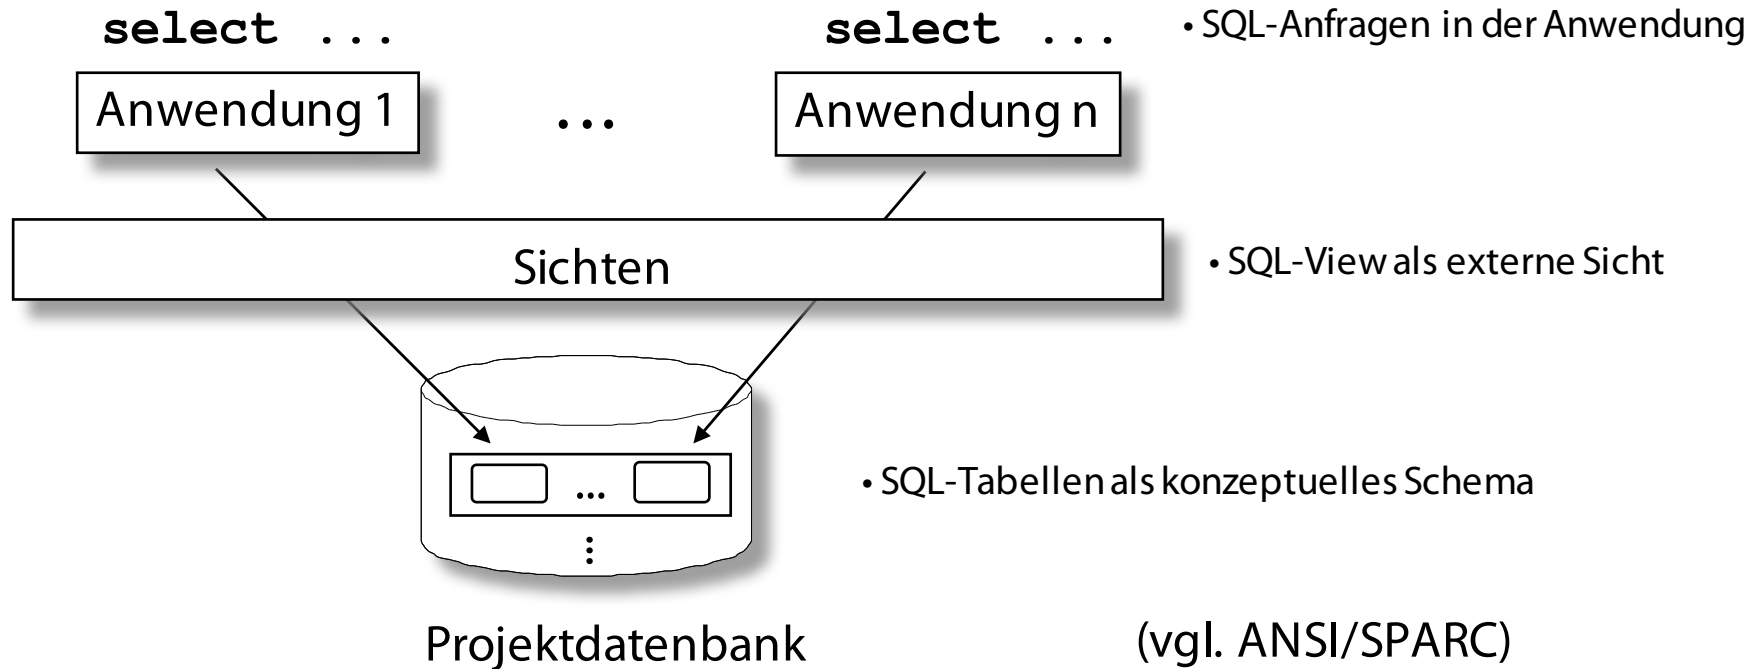 select ... select ... • SQL-Anfragen in der Anwendung
Anwendung 1 ... Anwendung n
Sichten • SQL-View als externe Sicht
... • SQL-Tabellen als konzeptuelles Schema
⋮
Projektdatenbank (vgl. ANSI/SPARC)